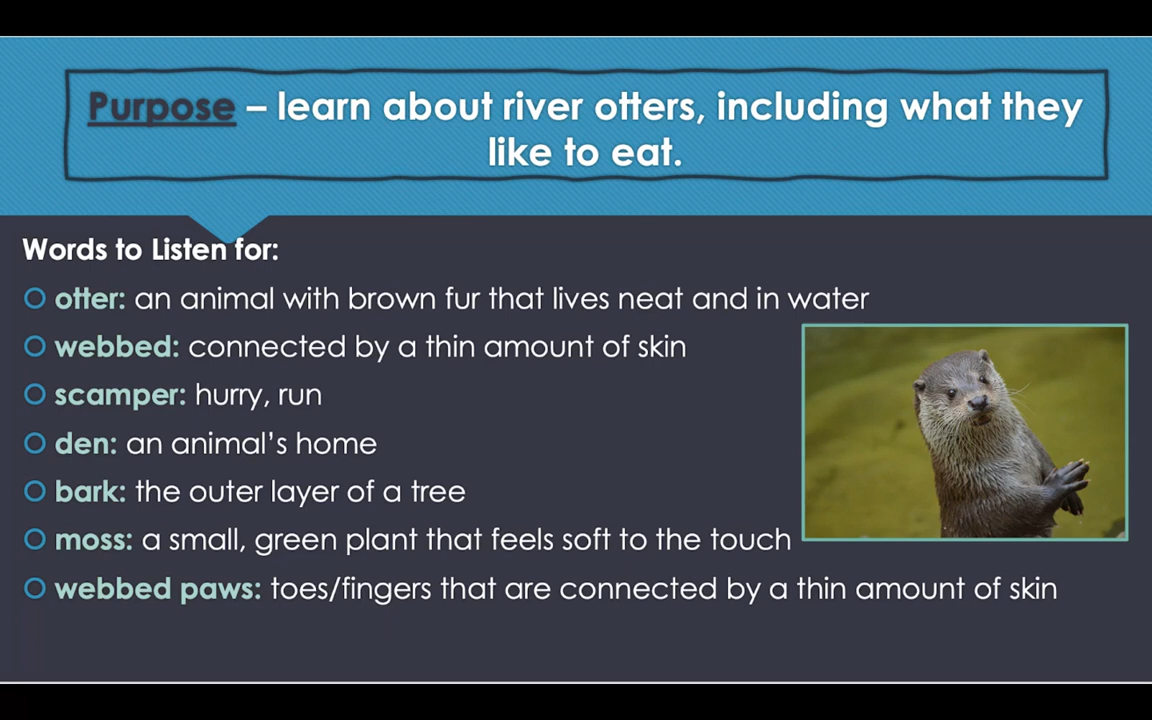 Purpose – learn about river otters, including what they
like to eat.
Words to Listen for:
otter: an animal with brown fur that lives neat and in water
webbed: connected by a thin amount of skin
scamper: hurry, run
den: an animal's home
bark: the outer layer of a tree
moss: a small, green plant that feels soft to the touch
webbed paws: toes/fingers that are connected by a thin amount of skin